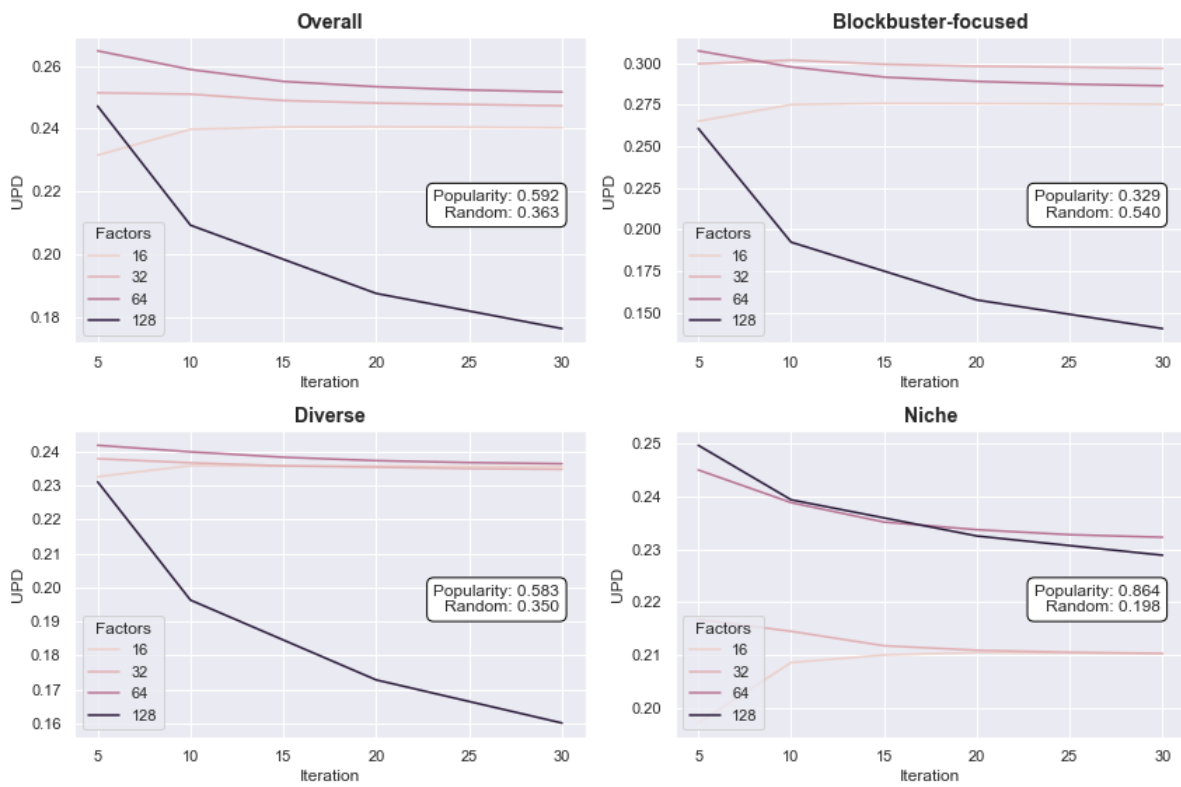 Overall
0.26
0.24
0.22
0.20
0.18
UPD
Popularity: 0.592
Random: 0.363
Factors
16
32
64
128
5 10 15 20 25 30
Iteration
Blockbuster-focused
0.300
0.275
0.250
0.225
0.200
0.175
0.150
UPD
Popularity: 0.329
Random: 0.540
Factors
16
32
64
128
5 10 15 20 25 30
Iteration
Diverse
0.24
0.23
0.22
0.21
0.20
0.19
0.18
0.17
0.16
UPD
Popularity: 0.583
Random: 0.350
Factors
16
32
64
128
5 10 15 20 25 30
Iteration
Niche
0.25
0.24
0.23
0.22
0.21
0.20
UPD
Popularity: 0.864
Random: 0.198
Factors
16
32
64
128
5 10 15 20 25 30
Iteration